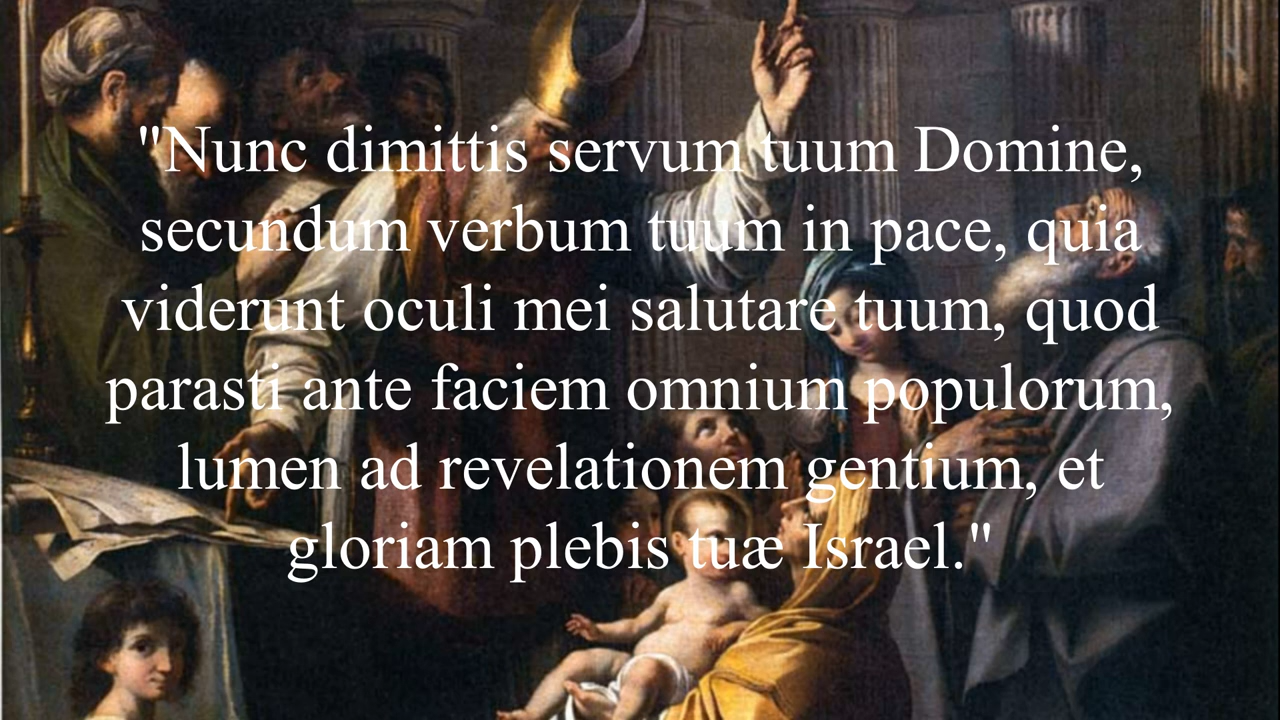 "Nunc dimittis servum tuum Domine,
secundum verbum tuum in pace, quia
viderunt oculi mei salutare tuum, quod
parasti ante faciem omnium populorum,
lumen ad revelationem gentium, et
gloriam plebis tuæ Israel."